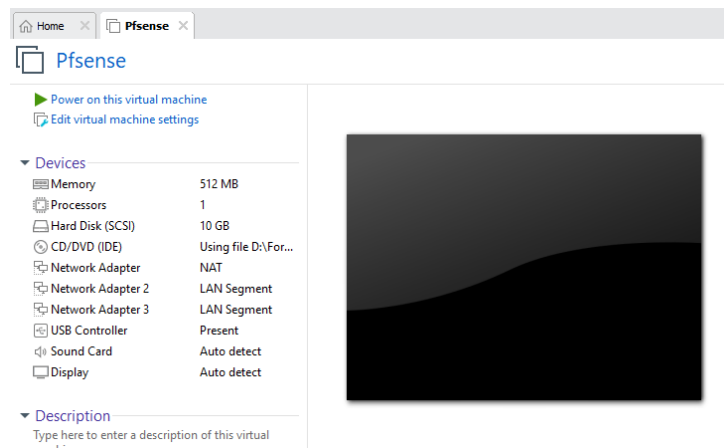 Home × Pfsense ×
Pfsense
Power on this virtual machine
Edit virtual machine settings
Devices
Memory 512 MB
Processors 1
Hard Disk (SCSI) 10 GB
CD/DVD (IDE) Using file D:\For...
Network Adapter NAT
Network Adapter 2 LAN Segment
Network Adapter 3 LAN Segment
USB Controller Present
Sound Card Auto detect
Display Auto detect
Description
Type here to enter a description of this virtual